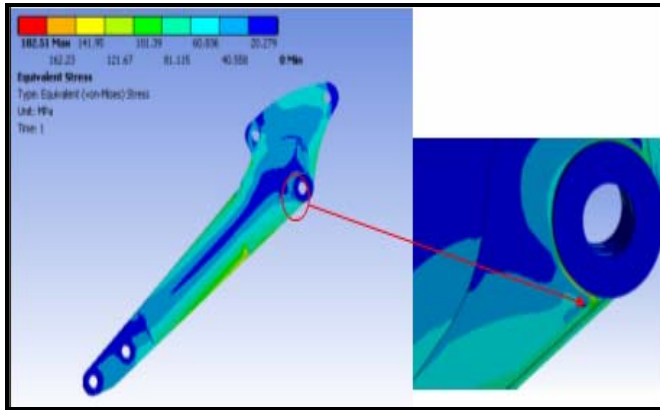 182.51 Max 141.95 101.39 60.836 20.279
162.23 121.67 81.115 40.558 0 Min
Equivalent Stress
Type: Equivalent (von-Mises) Stress
Unit: MPa
Time: 1